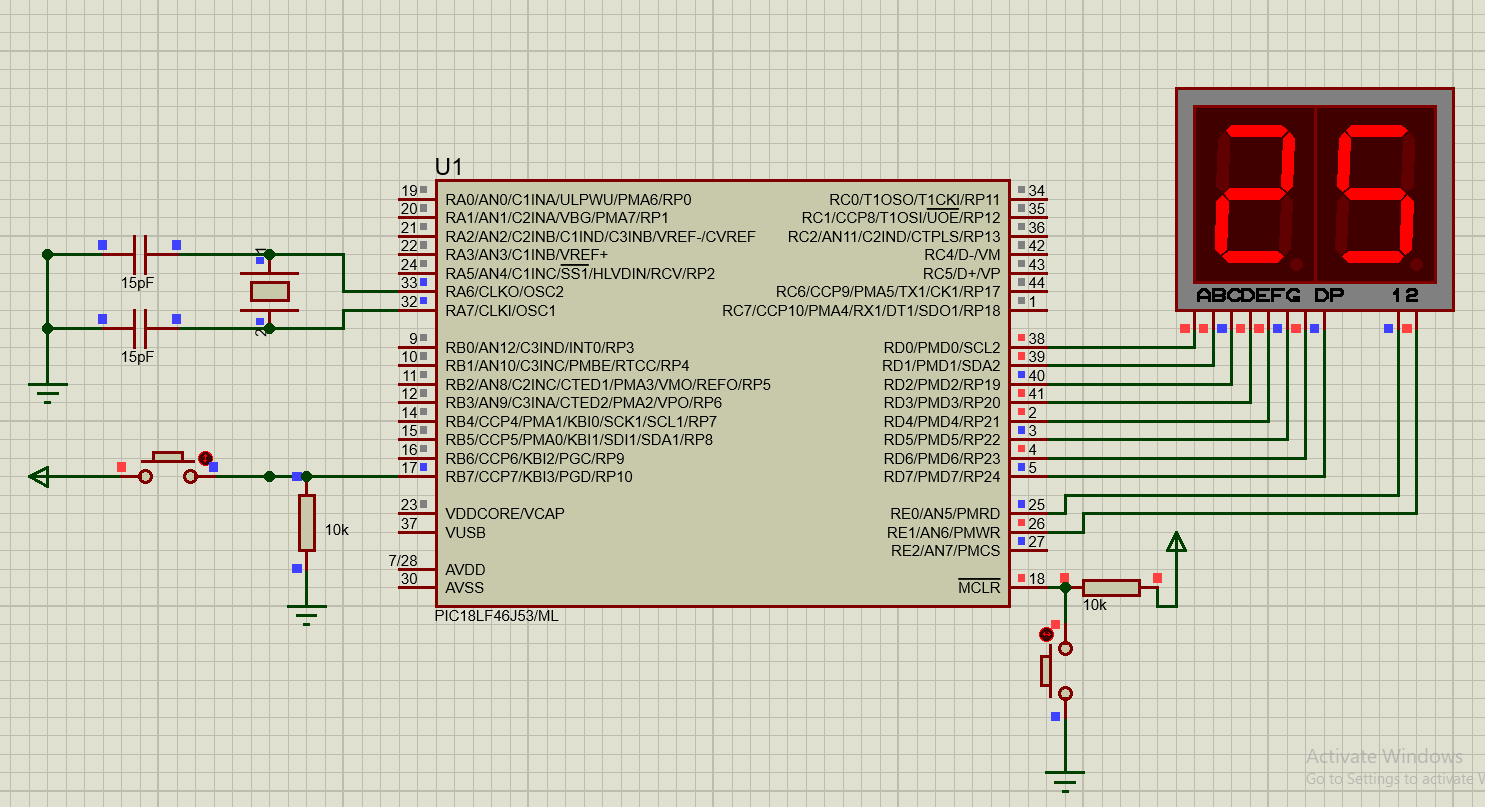 U1
19 RA0/AN0/C1INA/ULPWU/PMA6/RP0
20 RA1/AN1/C2INA/VBG/PMA7/RP1
21 RA2/AN2/C2INB/C1IND/C3INB/VREF-/CVREF
22 RA3/AN3/C1INB/VREF+
24 RA5/AN4/C1INC/SS1/HLVDIN/RCV/RP2
33 RA6/CLKO/OSC2
32 RA7/CLKI/OSC1
9 RB0/AN12/C3IND/INT0/RP3
10 RB1/AN10/C3INC/PMBE/RTCC/RP4
11 RB2/AN8/C2INC/CTED1/PMA3/VMO/REFO/RP5
12 RB3/AN9/C3INA/CTED2/PMA2/VPO/RP6
14 RB4/CCP4/PMA1/KBI0/SCK1/SCL1/RP7
15 RB5/CCP5/PMA0/KBI1/SDI1/SDA1/RP8
16 RB6/CCP6/KBI2/PGC/RP9
17 RB7/CCP7/KBI3/PGD/RP10
23 VDDCORE/VCAP
37 VUSB
7/28 AVDD
30 AVSS
RC0/T1OSO/T1CKI/RP11 34
RC1/CCP8/T1OSI/UOE/RP12 35
RC2/AN11/C2IND/CTPLS/RP13 36
RC4/D-/VM 42
RC5/D+/VP 43
RC6/CCP9/PMA5/TX1/CK1/RP17 44
RC7/CCP10/PMA4/RX1/DT1/SDO1/RP18 1
RD0/PMD0/SCL2 38
RD1/PMD1/SDA2 39
RD2/PMD2/RP19 40
RD3/PMD3/RP20 41
RD4/PMD4/RP21 2
RD5/PMD5/RP22 3
RD6/PMD6/RP23 4
RD7/PMD7/RP24 5
RE0/AN5/PMRD 25
RE1/AN6/PMWR 26
RE2/AN7/PMCS 27
MCLR 18
PIC18LF46J53/ML
15pF
15pF
1
2
10k
10k
25
ABCDEFG DP 12
Activate Windows
Go to Settings to activate W